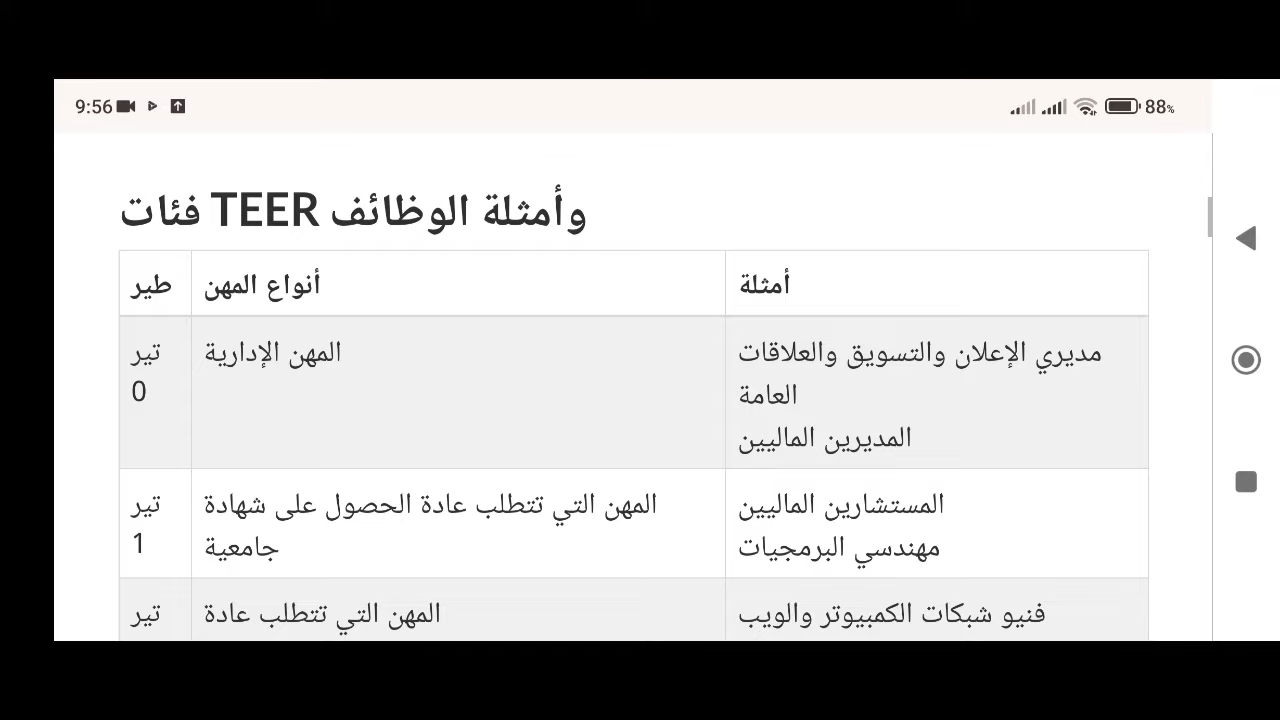 9:56
88%
فئات TEER وأمثلة الوظائف
طير
أنواع المهن
أمثلة
تير
0
المهن الإدارية
مديري الإعلان والتسويق والعلاقات
العامة
المديرين الماليين
تير
1
المهن التي تتطلب عادة الحصول على شهادة
جامعية
المستشارين الماليين
مهندسي البرمجيات
تير
المهن التي تتطلب عادة
فنيو شبكات الكمبيوتر والويب